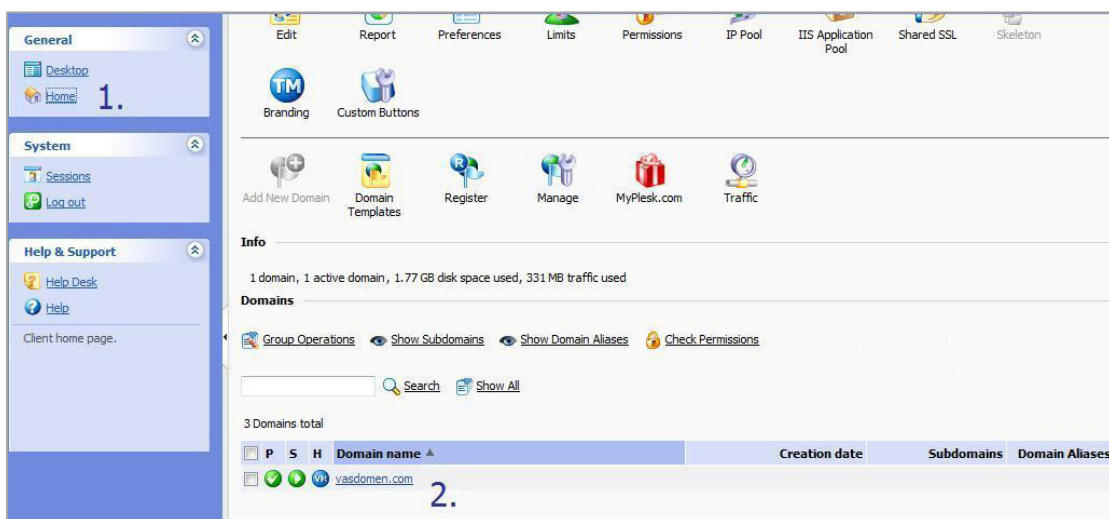 General
Desktop
Home 1.
System
Sessions
Log out
Help & Support
Help Desk
Help
Client home page.
Edit Report Preferences Limits Permissions IP Pool IIS Application Pool Shared SSL Skeleton
TM
Branding Custom Buttons
Add New Domain Domain Templates Register Manage MyPlesk.com Traffic
Info
1 domain, 1 active domain, 1.77 GB disk space used, 331 MB traffic used
Domains
Group Operations Show Subdomains Show Domain Aliases Check Permissions
Search Show All
3 Domains total
P S H Domain name Creation date Subdomains Domain Aliases
vasdomen.com 2.